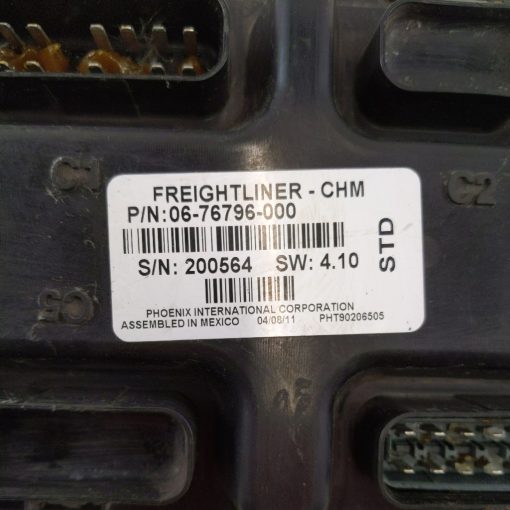 C1
C2
FREIGHTLINER - CHM
P/N:06-76796-000
S/N: 200564 SW: 4.10
STD
C5
PHOENIX INTERNATIONAL CORPORATION
ASSEMBLED IN MEXICO 04/08/11 PHT90206505